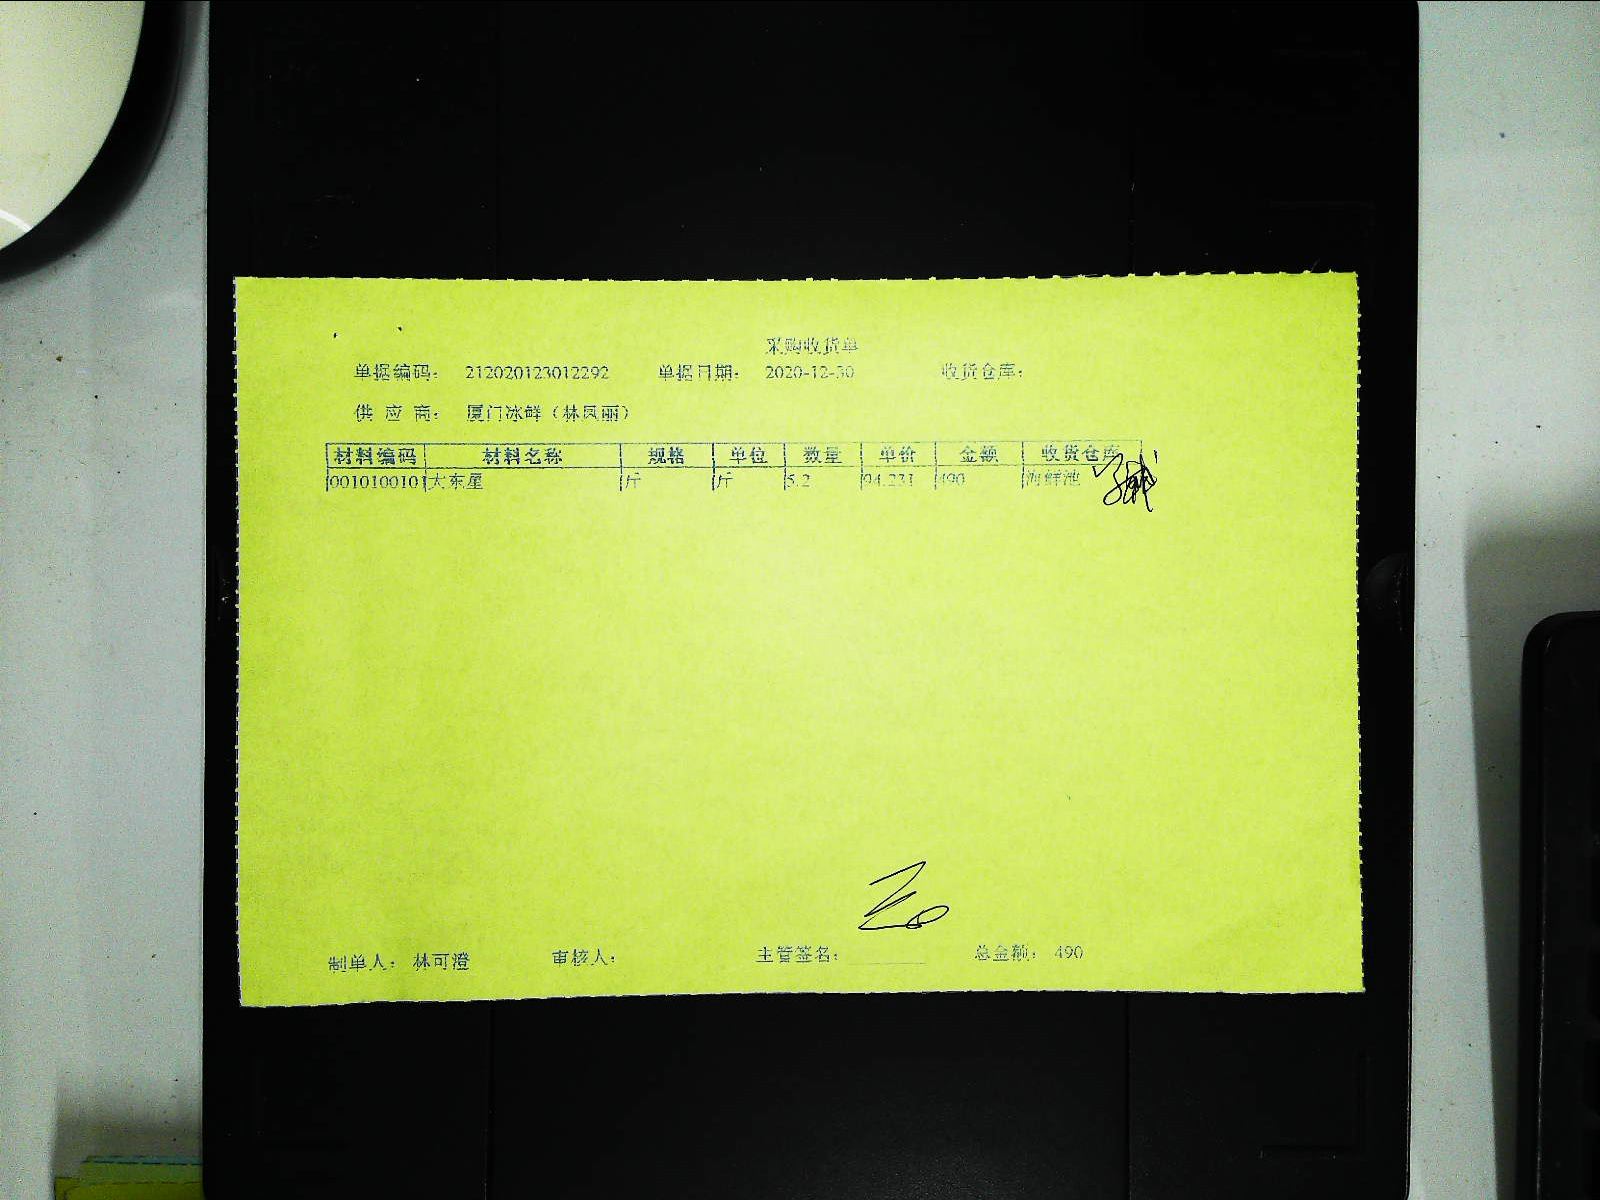 采购收货单
单据编码： 212020123012292 单据日期： 2020-12-30 收货仓库：
供 应 商： 厦门冰鲜（林凤丽）
材料编码 材料名称 规格 单位 数量 单价 金额 收货仓库
0010100101 大东星 斤 斤 5.2 94.231 490 海鲜池
制单人： 林可澄 审核人： 主管签名： 总金额： 490